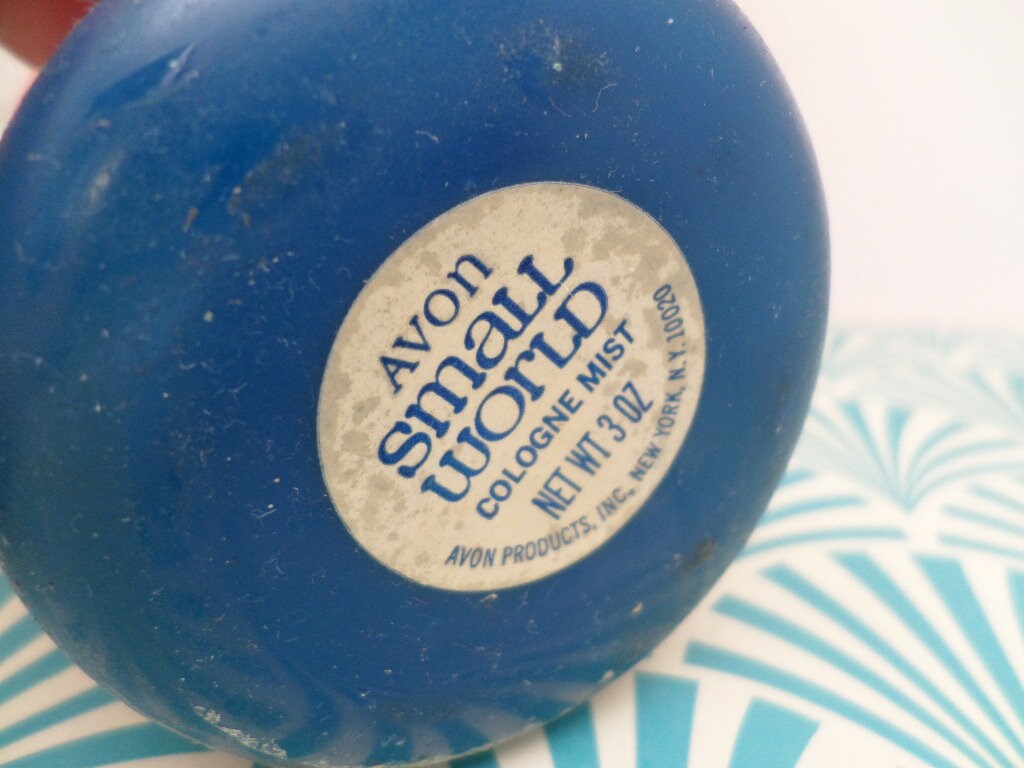 Avon
small
world
COLOGNE MIST
NET WT 3 OZ
AVON PRODUCTS, INC., NEW YORK, N.Y. 10020